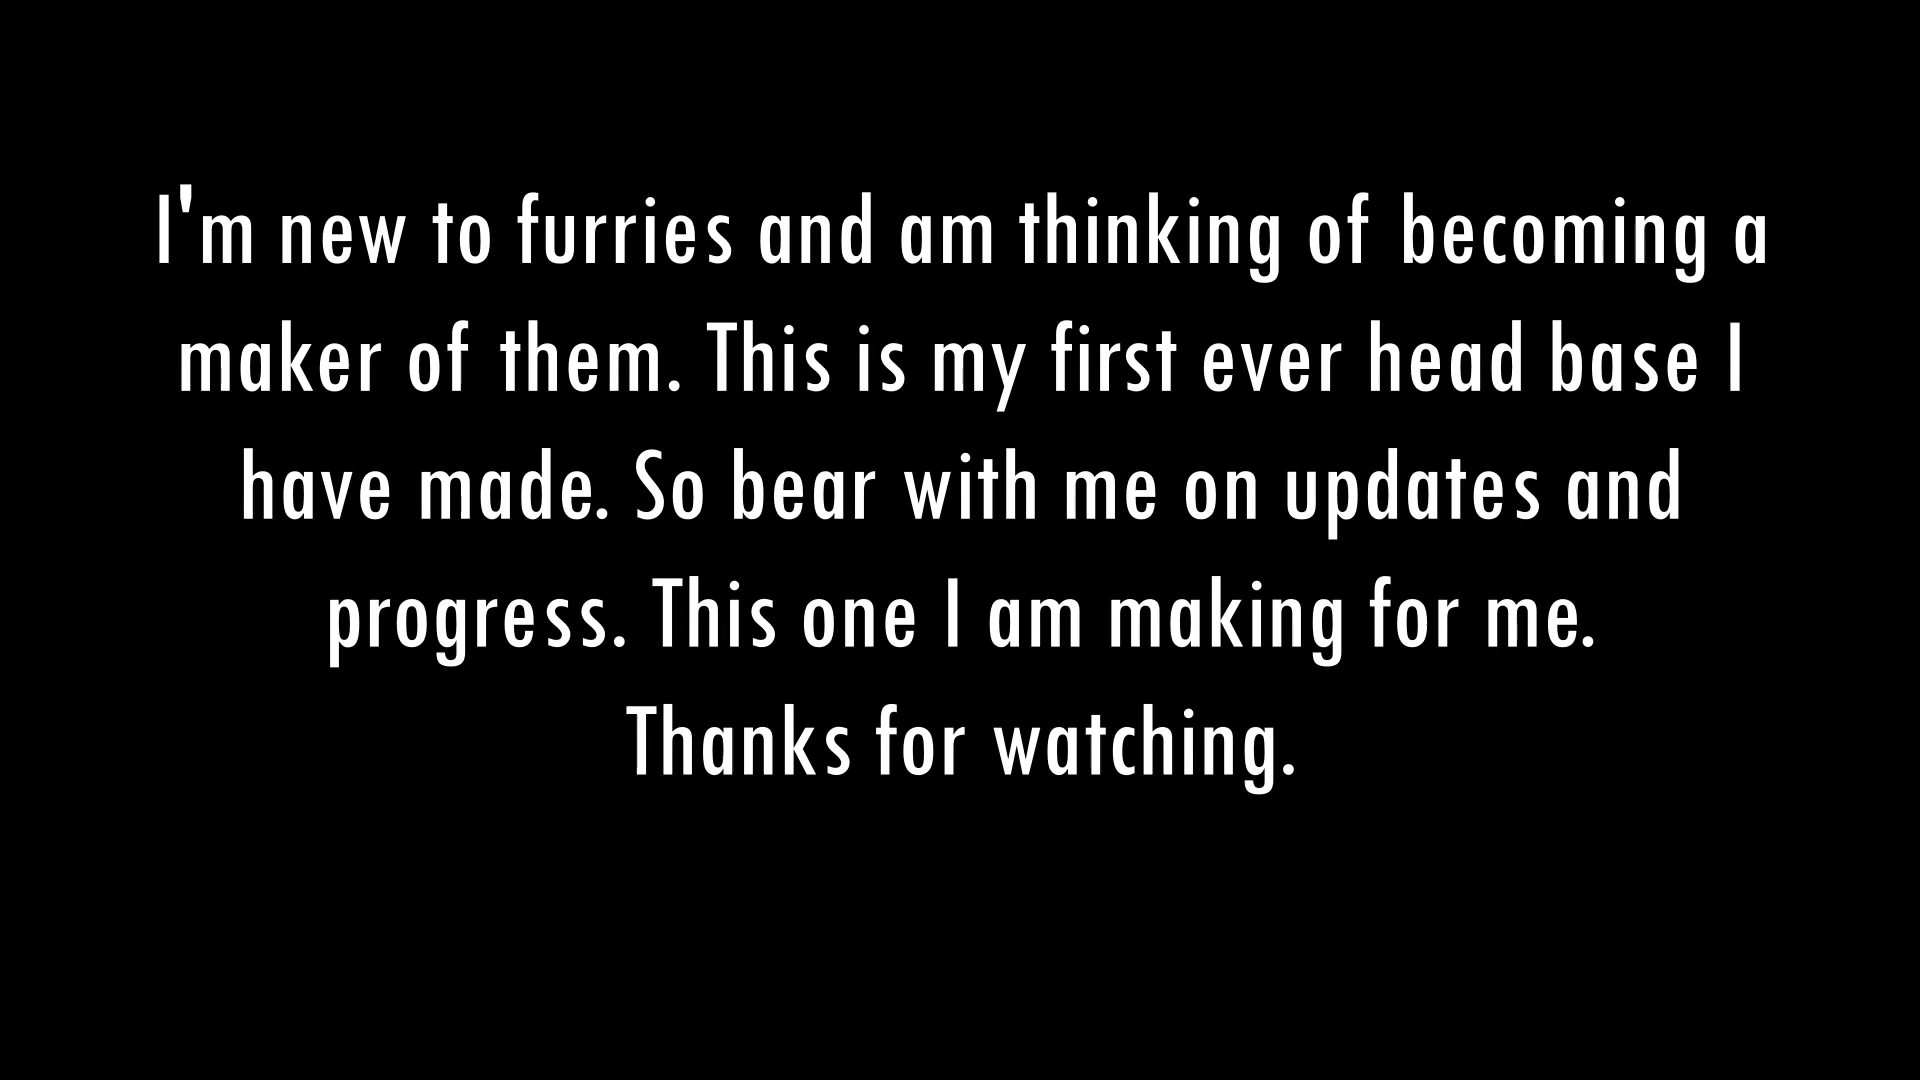 I'm new to furries and am thinking of becoming a
maker of them. This is my first ever head base I
have made. So bear with me on updates and
progress. This one I am making for me.
Thanks for watching.